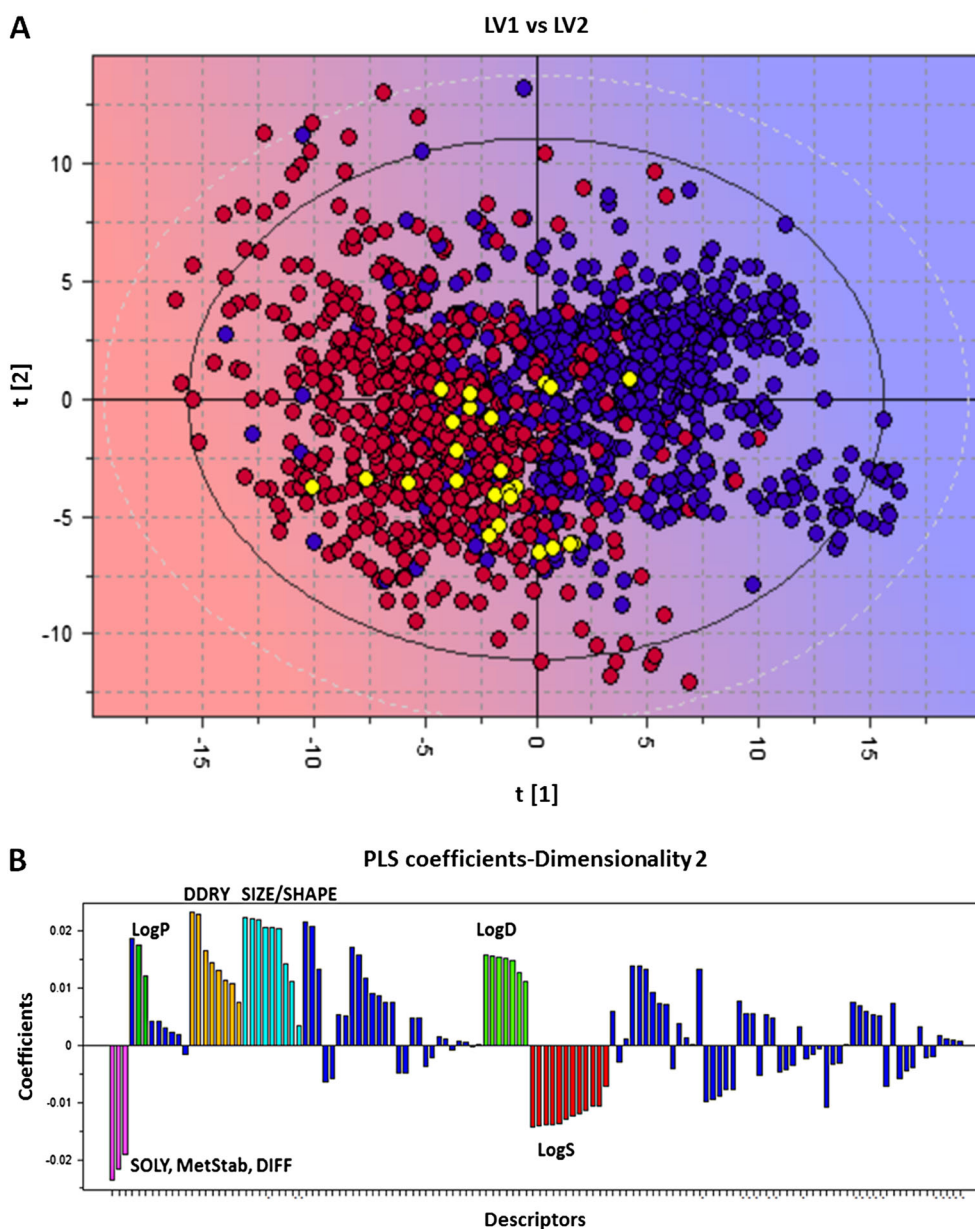 A
LV1 vs LV2
10
5
0
-5
-10
t [2]
-15 -10 -5 0 5 10 15
t [1]
B
PLS coefficients-Dimensionality 2
DDRY SIZE/SHAPE
LogP
LogD
0.02
0.01
0
-0.01
-0.02
Coefficients
LogS
SOLY, MetStab, DIFF
Descriptors